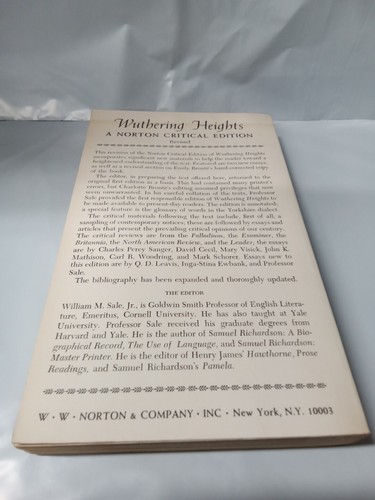 Wuthering Heights
A NORTON CRITICAL EDITION
Revised
This revision of the Norton Critical Edition of Wuthering Heights
incorporates significant new materials to help the reader toward a
heightened understanding of the text. Featured are two new essays
as well as a revised section on Emily Brontë's hand-corrected copy
of the book.
The editor, in preparing the text offered here, returned to the
original first edition as a basis. This had contained many printer's
errors, but Charlotte Brontë's editing assumed privileges that now
seem unwarranted. In his careful collation of the texts, Professor
Sale provided the first responsible edition of Wuthering Heights to
be made available to present-day readers. The edition is annotated;
a special feature is the glossary of words in the Yorkshire dialect.
The critical materials following the text include, first of all, a
sampling of contemporary notices; these are followed by essays and
articles that present the prevailing critical opinions of our century.
The critical reviews are from the Palladium, the Examiner, the
Britannia, the North American Review, and the Leader; the essays
are by Charles Percy Sanger, David Cecil, Mary Visick, John K.
Mathison, Carl R. Woodring, and Mark Schorer. Essays new to
this edition are by Q. D. Leavis, Inga-Stina Ewbank, and Professor
Sale.
The bibliography has been expanded and thoroughly updated.
THE EDITOR
William M. Sale, Jr., is Goldwin Smith Professor of English Litera-
ture, Emeritus, Cornell University. He has also taught at Yale
University. Professor Sale received his graduate degrees from
Harvard and Yale. He is the author of Samuel Richardson: A Bio-
graphical Record, The Use of Language, and Samuel Richardson:
Master Printer. He is the editor of Henry James' Hawthorne, Prose
Readings, and Samuel Richardson's Pamela.
W · W · NORTON & COMPANY · INC · New York, N.Y. 10003